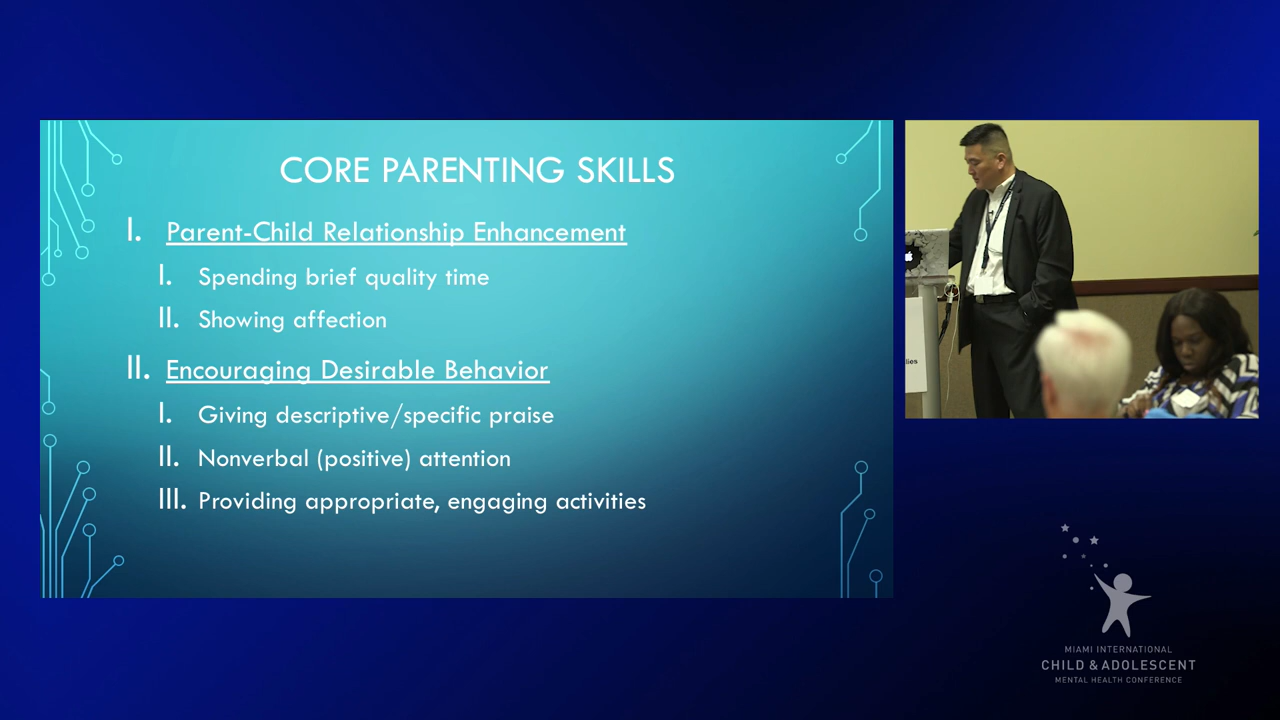 CORE PARENTING SKILLS
I. Parent-Child Relationship Enhancement
I. Spending brief quality time
II. Showing affection
II. Encouraging Desirable Behavior
I. Giving descriptive/specific praise
II. Nonverbal (positive) attention
III. Providing appropriate, engaging activities
MIAMI INTERNATIONAL
CHILD & ADOLESCENT
MENTAL HEALTH CONFERENCE